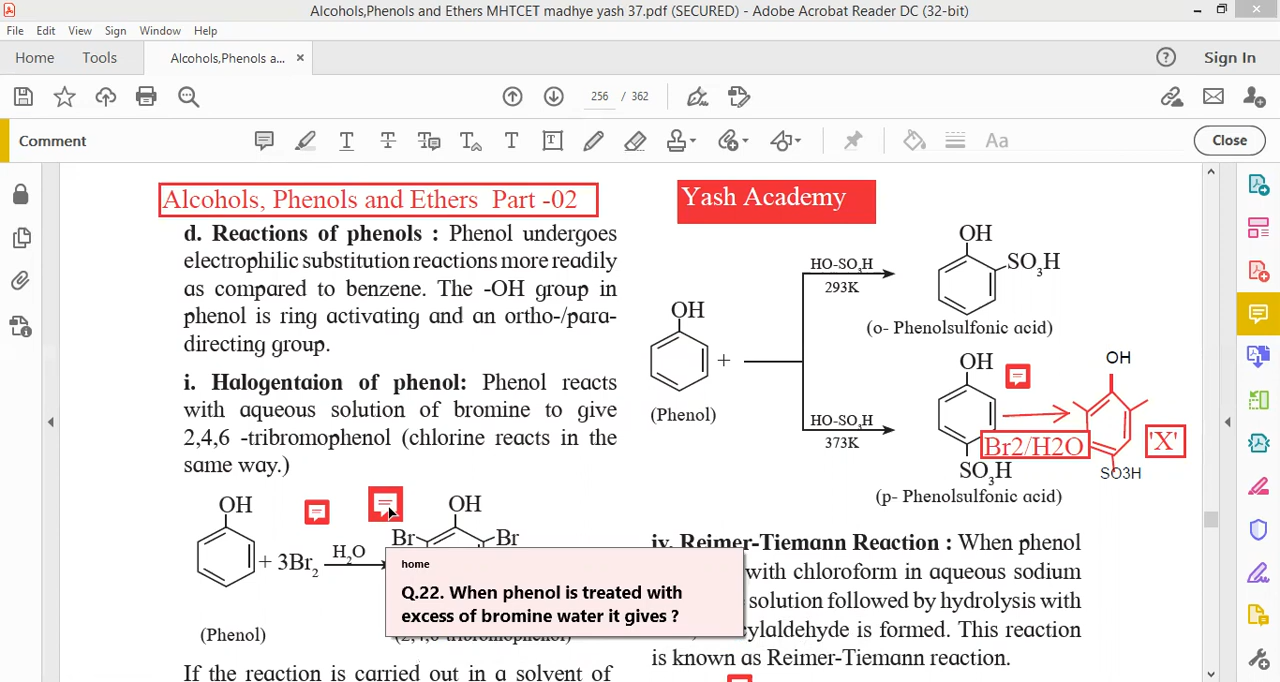 Alcohols,Phenols and Ethers MHTCET madhye yash 37.pdf (SECURED) - Adobe Acrobat Reader DC (32-bit)
File Edit View Sign Window Help
Home Tools Alcohols,Phenols a... × Sign In
256 / 362
Comment Close
Alcohols, Phenols and Ethers Part -02
d. Reactions of phenols : Phenol undergoes
electrophilic substitution reactions more readily
as compared to benzene. The -OH group in
phenol is ring activating and an ortho-/para-
directing group.
i. Halogentaion of phenol: Phenol reacts
with aqueous solution of bromine to give
2,4,6 -tribromophenol (chlorine reacts in the
same way.)
OH OH
Br Br
+ 3Br₂ H₂O
home
Q.22. When phenol is treated with
excess of bromine water it gives ?
(Phenol) (2,4,6-tribromophenol)
If the reaction is carried out in a solvent of
Yash Academy
OH
HO-SO₃H SO₃H
293K
OH
(o- Phenolsulfonic acid)
+
OH OH
(Phenol)
HO-SO₃H
373K
Br2/H2O 'X'
SO₃H SO3H
(p- Phenolsulfonic acid)
iv. Reimer-Tiemann Reaction : When phenol
with chloroform in aqueous sodium
solution followed by hydrolysis with
cylaldehyde is formed. This reaction
is known as Reimer-Tiemann reaction.